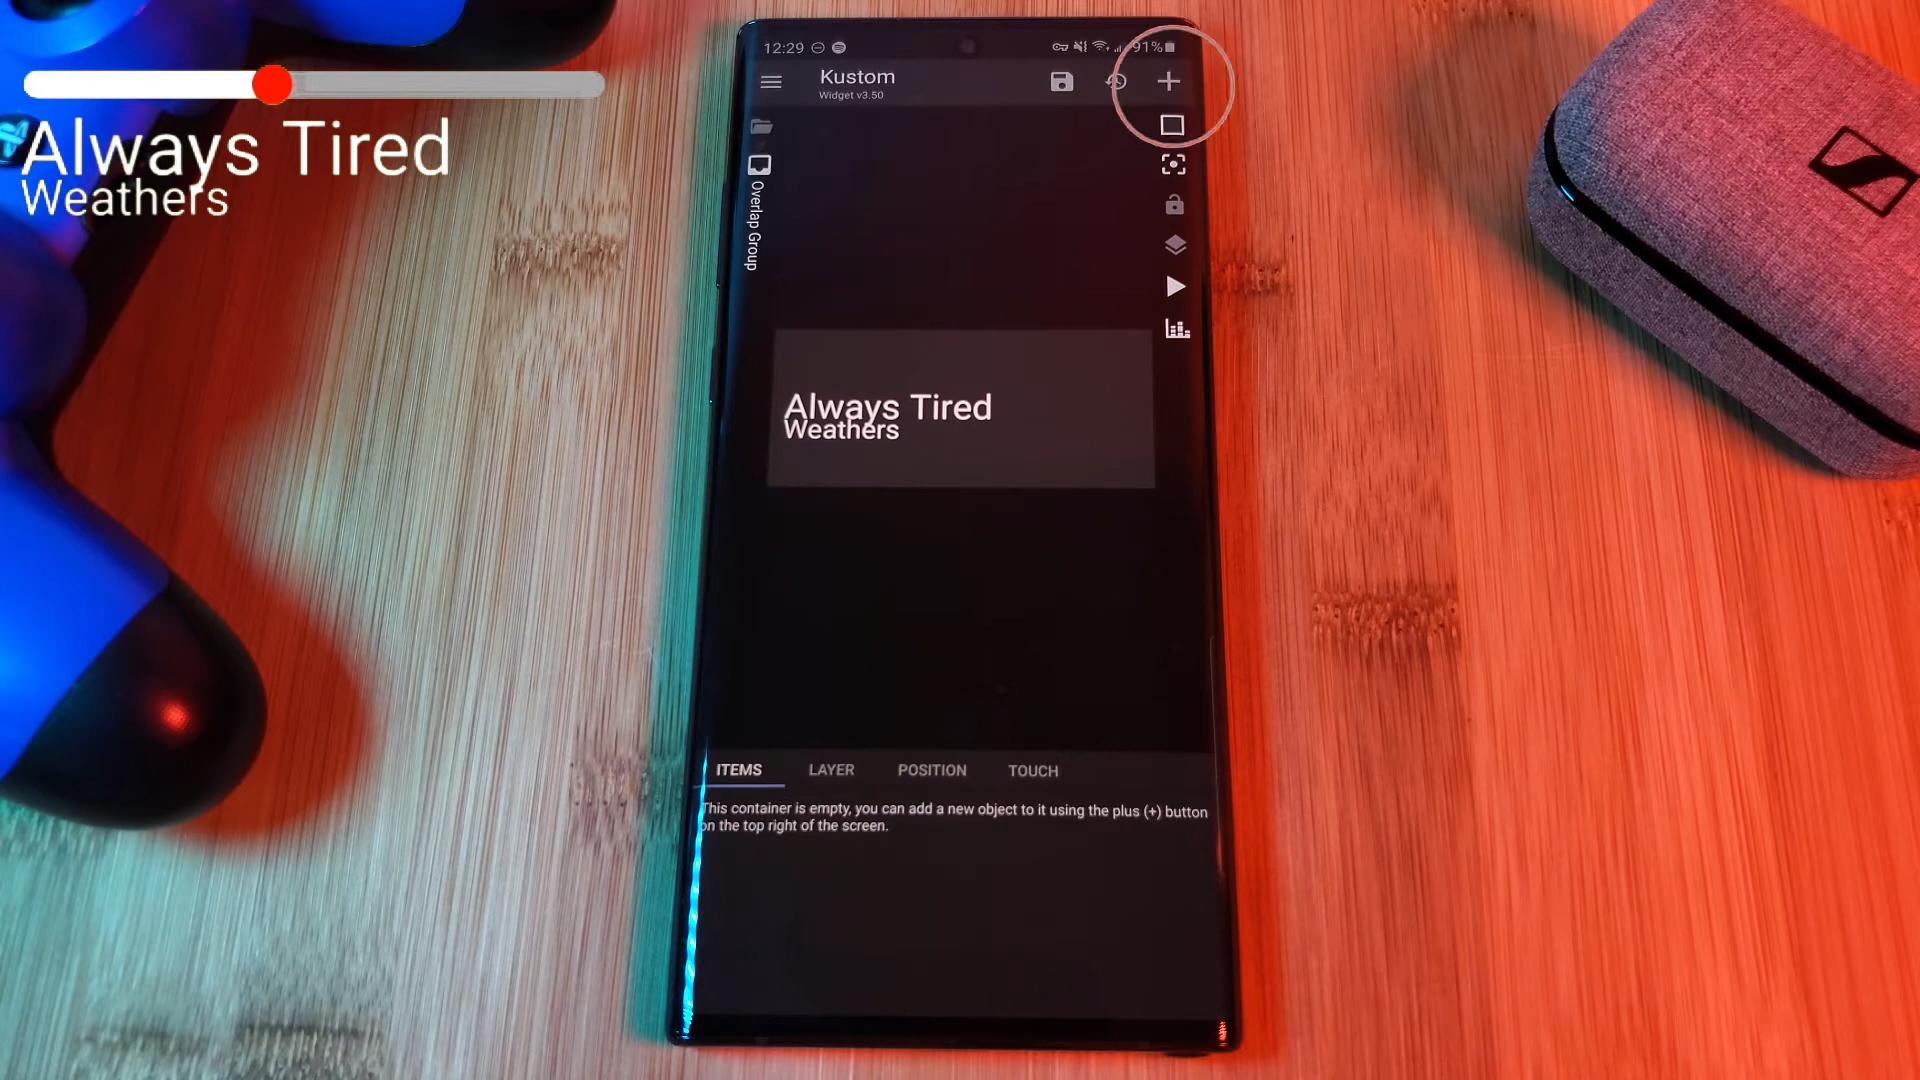 Always Tired
Weathers
12:29
91%
Kustom
Widget v3.50
Overlap Group
Always Tired
Weathers
ITEMS
LAYER
POSITION
TOUCH
This container is empty, you can add a new object to it using the plus (+) button
on the top right of the screen.